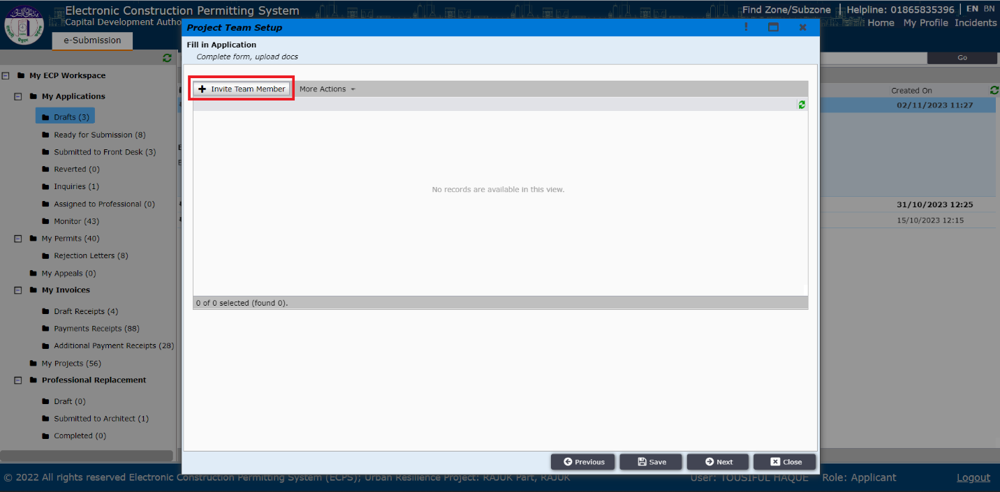 Electronic Construction Permitting System
Capital Development Autho
Find Zone/Subzone | Helpline: 01865835396 | EN BN
Home My Profile Incidents
e-Submission
Project Team Setup
Fill in Application
Complete form, upload docs
Go
My ECP Workspace
My Applications
Drafts (3)
Ready for Submission (8)
Submitted to Front Desk (3)
Reverted (0)
Inquiries (1)
Assigned to Professional (0)
Monitor (43)
My Permits (40)
Rejection Letters (8)
My Appeals (0)
My Invoices
Draft Receipts (4)
Payments Receipts (88)
Additional Payment Receipts (28)
My Projects (56)
Professional Replacement
Draft (0)
Submitted to Architect (1)
Completed (0)
Invite Team Member More Actions
No records are available in this view.
0 of 0 selected (found 0).
Created On
02/11/2023 11:27
31/10/2023 12:25
15/10/2023 12:15
Previous Save Next Close
© 2022 All rights reserved Electronic Construction Permitting System (ECPS); Urban Resilience Project: RAJUK Part, RAJUK
User: TOUSIFUL HAQUE Role: Applicant Logout